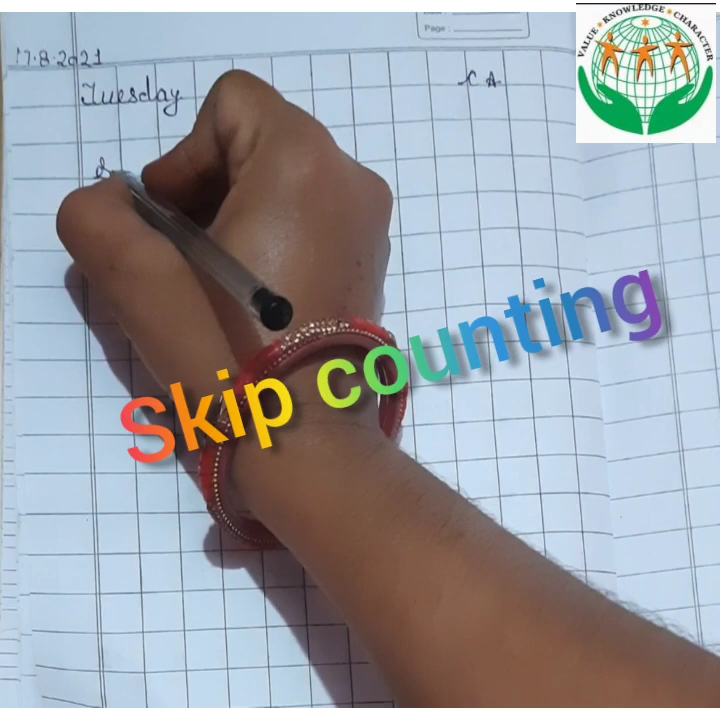 Page :
VALUE * KNOWLEDGE * CHARACTER
17.8.2021
Tuesday
C A
S
Skip counting